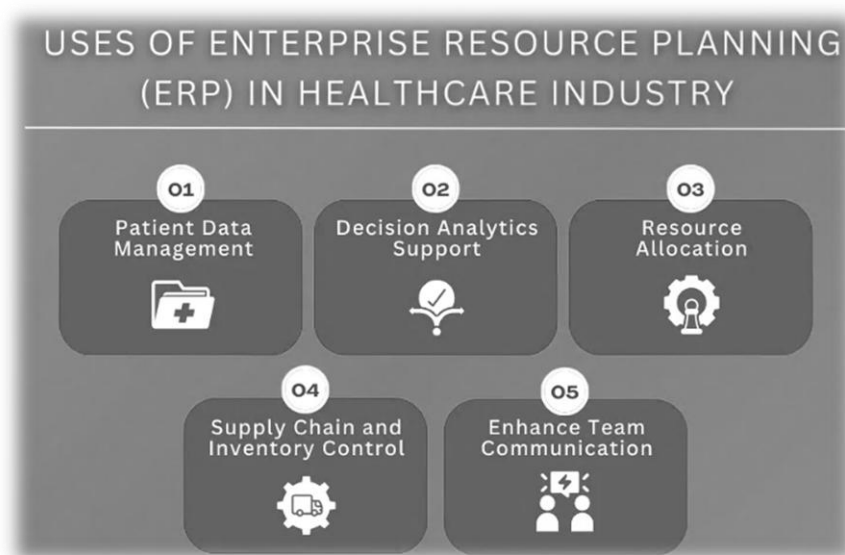 USES OF ENTERPRISE RESOURCE PLANNING
(ERP) IN HEALTHCARE INDUSTRY
01
Patient Data
Management
02
Decision Analytics
Support
03
Resource
Allocation
04
Supply Chain and
Inventory Control
05
Enhance Team
Communication